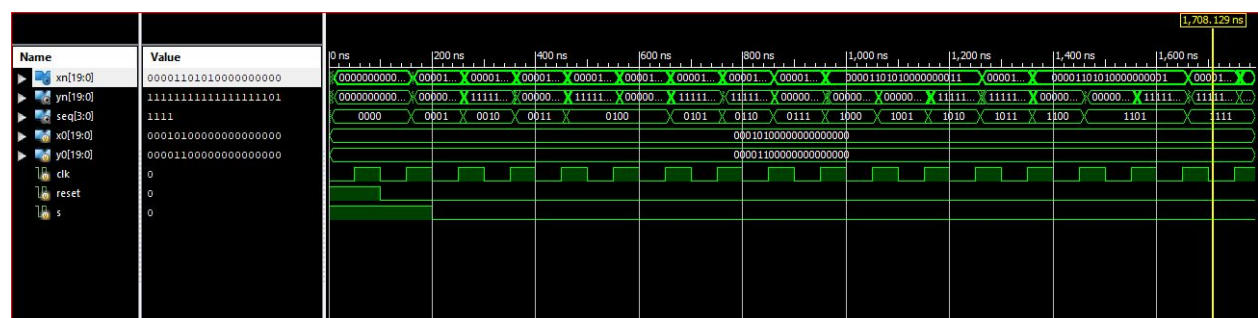 1,708.129 ns
Name Value 0 ns 200 ns 400 ns 600 ns 800 ns 1,000 ns 1,200 ns 1,400 ns 1,600 ns
xn[19:0] 00001101010000000000 0000000000... 00001... 00001... 00001... 00001... 00001... 00001... 00001... 00001... 00001101010000000011 00001... 00001101010000000001 00001...
yn[19:0] 11111111111111111101 0000000000... 00000... 11111... 00000... 11111... 00000... 11111... 11111... 00000... 00000... 00000... 11111... 11111... 00000... 00000... 11111... 11111...
seq[3:0] 1111 0000 0001 0010 0011 0100 0101 0110 0111 1000 1001 1010 1011 1100 1101 1111
x0[19:0] 00010100000000000000 00010100000000000000
y0[19:0] 00001100000000000000 00001100000000000000
clk 0
reset 0
s 0